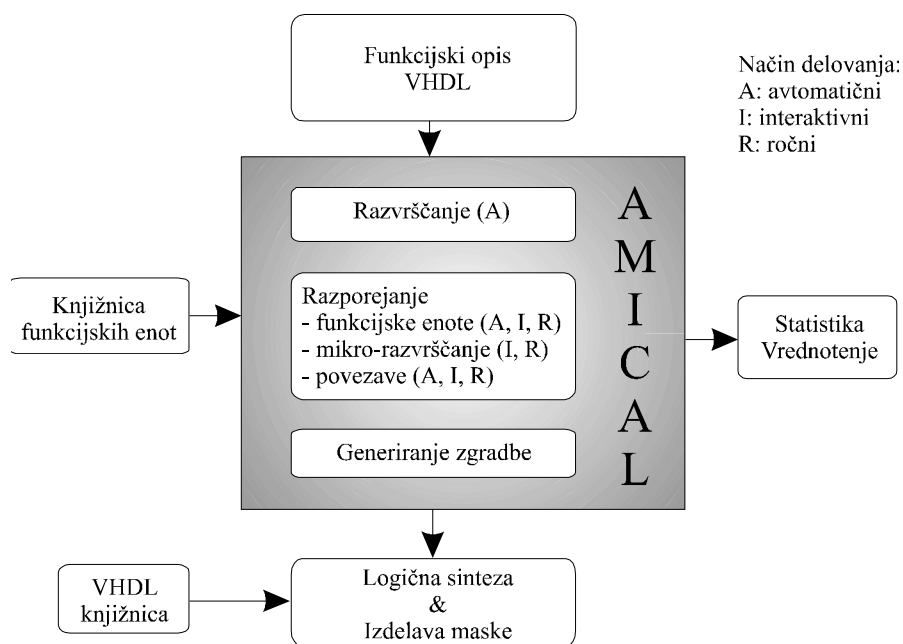 Funkcijski opis
VHDL
Način delovanja:
A: avtomatični
I: interaktivni
R: ročni
Razvrščanje (A)
Razporejanje
- funkcijske enote (A, I, R)
- mikro-razvrščanje (I, R)
- povezave (A, I, R)
Generiranje zgradbe
A
M
I
C
A
L
Knjižnica
funkcijskih enot
Statistika
Vrednotenje
VHDL
knjižnica
Logična sinteza
&
Izdelava maske